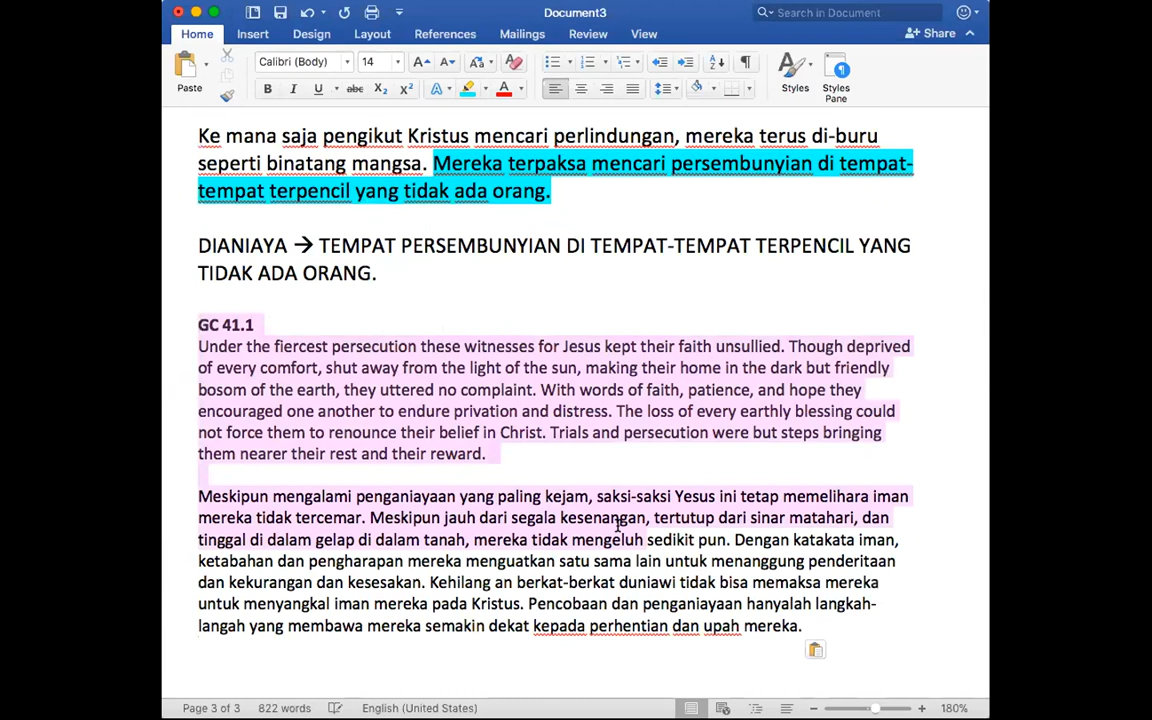 Document3
Search in Document
Home Insert Design Layout References Mailings Review View Share
Calibri (Body) 14
Paste
Styles Styles Pane
Ke mana saja pengikut Kristus mencari perlindungan, mereka terus di-buru
seperti binatang mangsa. Mereka terpaksa mencari persembunyian di tempat-
tempat terpencil yang tidak ada orang.
DIANIAYA → TEMPAT PERSEMBUNYIAN DI TEMPAT-TEMPAT TERPENCIL YANG
TIDAK ADA ORANG.
GC 41.1
Under the fiercest persecution these witnesses for Jesus kept their faith unsullied. Though deprived
of every comfort, shut away from the light of the sun, making their home in the dark but friendly
bosom of the earth, they uttered no complaint. With words of faith, patience, and hope they
encouraged one another to endure privation and distress. The loss of every earthly blessing could
not force them to renounce their belief in Christ. Trials and persecution were but steps bringing
them nearer their rest and their reward.
Meskipun mengalami penganiayaan yang paling kejam, saksi-saksi Yesus ini tetap memelihara iman
mereka tidak tercemar. Meskipun jauh dari segala kesenangan, tertutup dari sinar matahari, dan
tinggal di dalam gelap di dalam tanah, mereka tidak mengeluh sedikit pun. Dengan katakata iman,
ketabahan dan pengharapan mereka menguatkan satu sama lain untuk menanggung penderitaan
dan kekurangan dan kesesakan. Kehilang an berkat-berkat duniawi tidak bisa memaksa mereka
untuk menyangkal iman mereka pada Kristus. Pencobaan dan penganiayaan hanyalah langkah-
langah yang membawa mereka semakin dekat kepada perhentian dan upah mereka.
Page 3 of 3 822 words English (United States) 180%